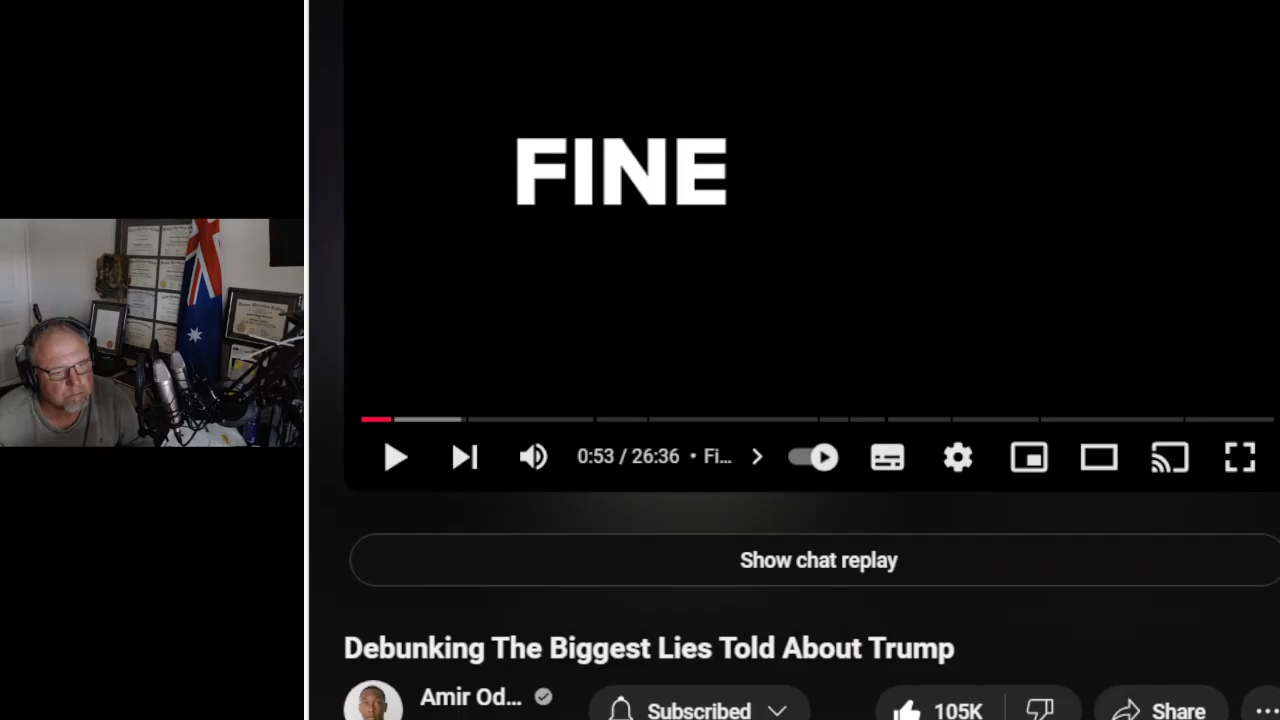 FINE
0:53 / 26:36 • Fi...
Show chat replay
Debunking The Biggest Lies Told About Trump
Amir Od...
Subscribed
105K
Share